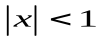 |x| < 1